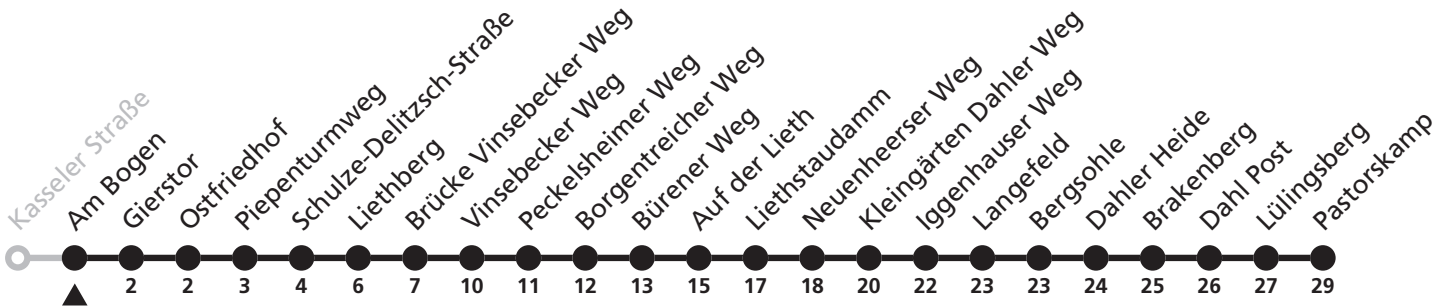 Kasseler Straße
Am Bogen
Gierstor
Ostfriedhof
Piepenturmweg
Schulze-Delitzsch-Straße
Liethberg
Brücke Vinsebecker Weg
Vinsebecker Weg
Peckelsheimer Weg
Borgentreicher Weg
Bürener Weg
Auf der Lieth
Liethstaudamm
Neuenheerser Weg
Kleingärten Dahler Weg
Iggenhauser Weg
Langefeld
Bergsohle
Dahler Heide
Brakenberg
Dahl Post
Lüllingsberg
Pastorskamp
2 2 3 4 6 7 10 11 12 13 15 17 18 20 22 23 23 24 25 26 27 29